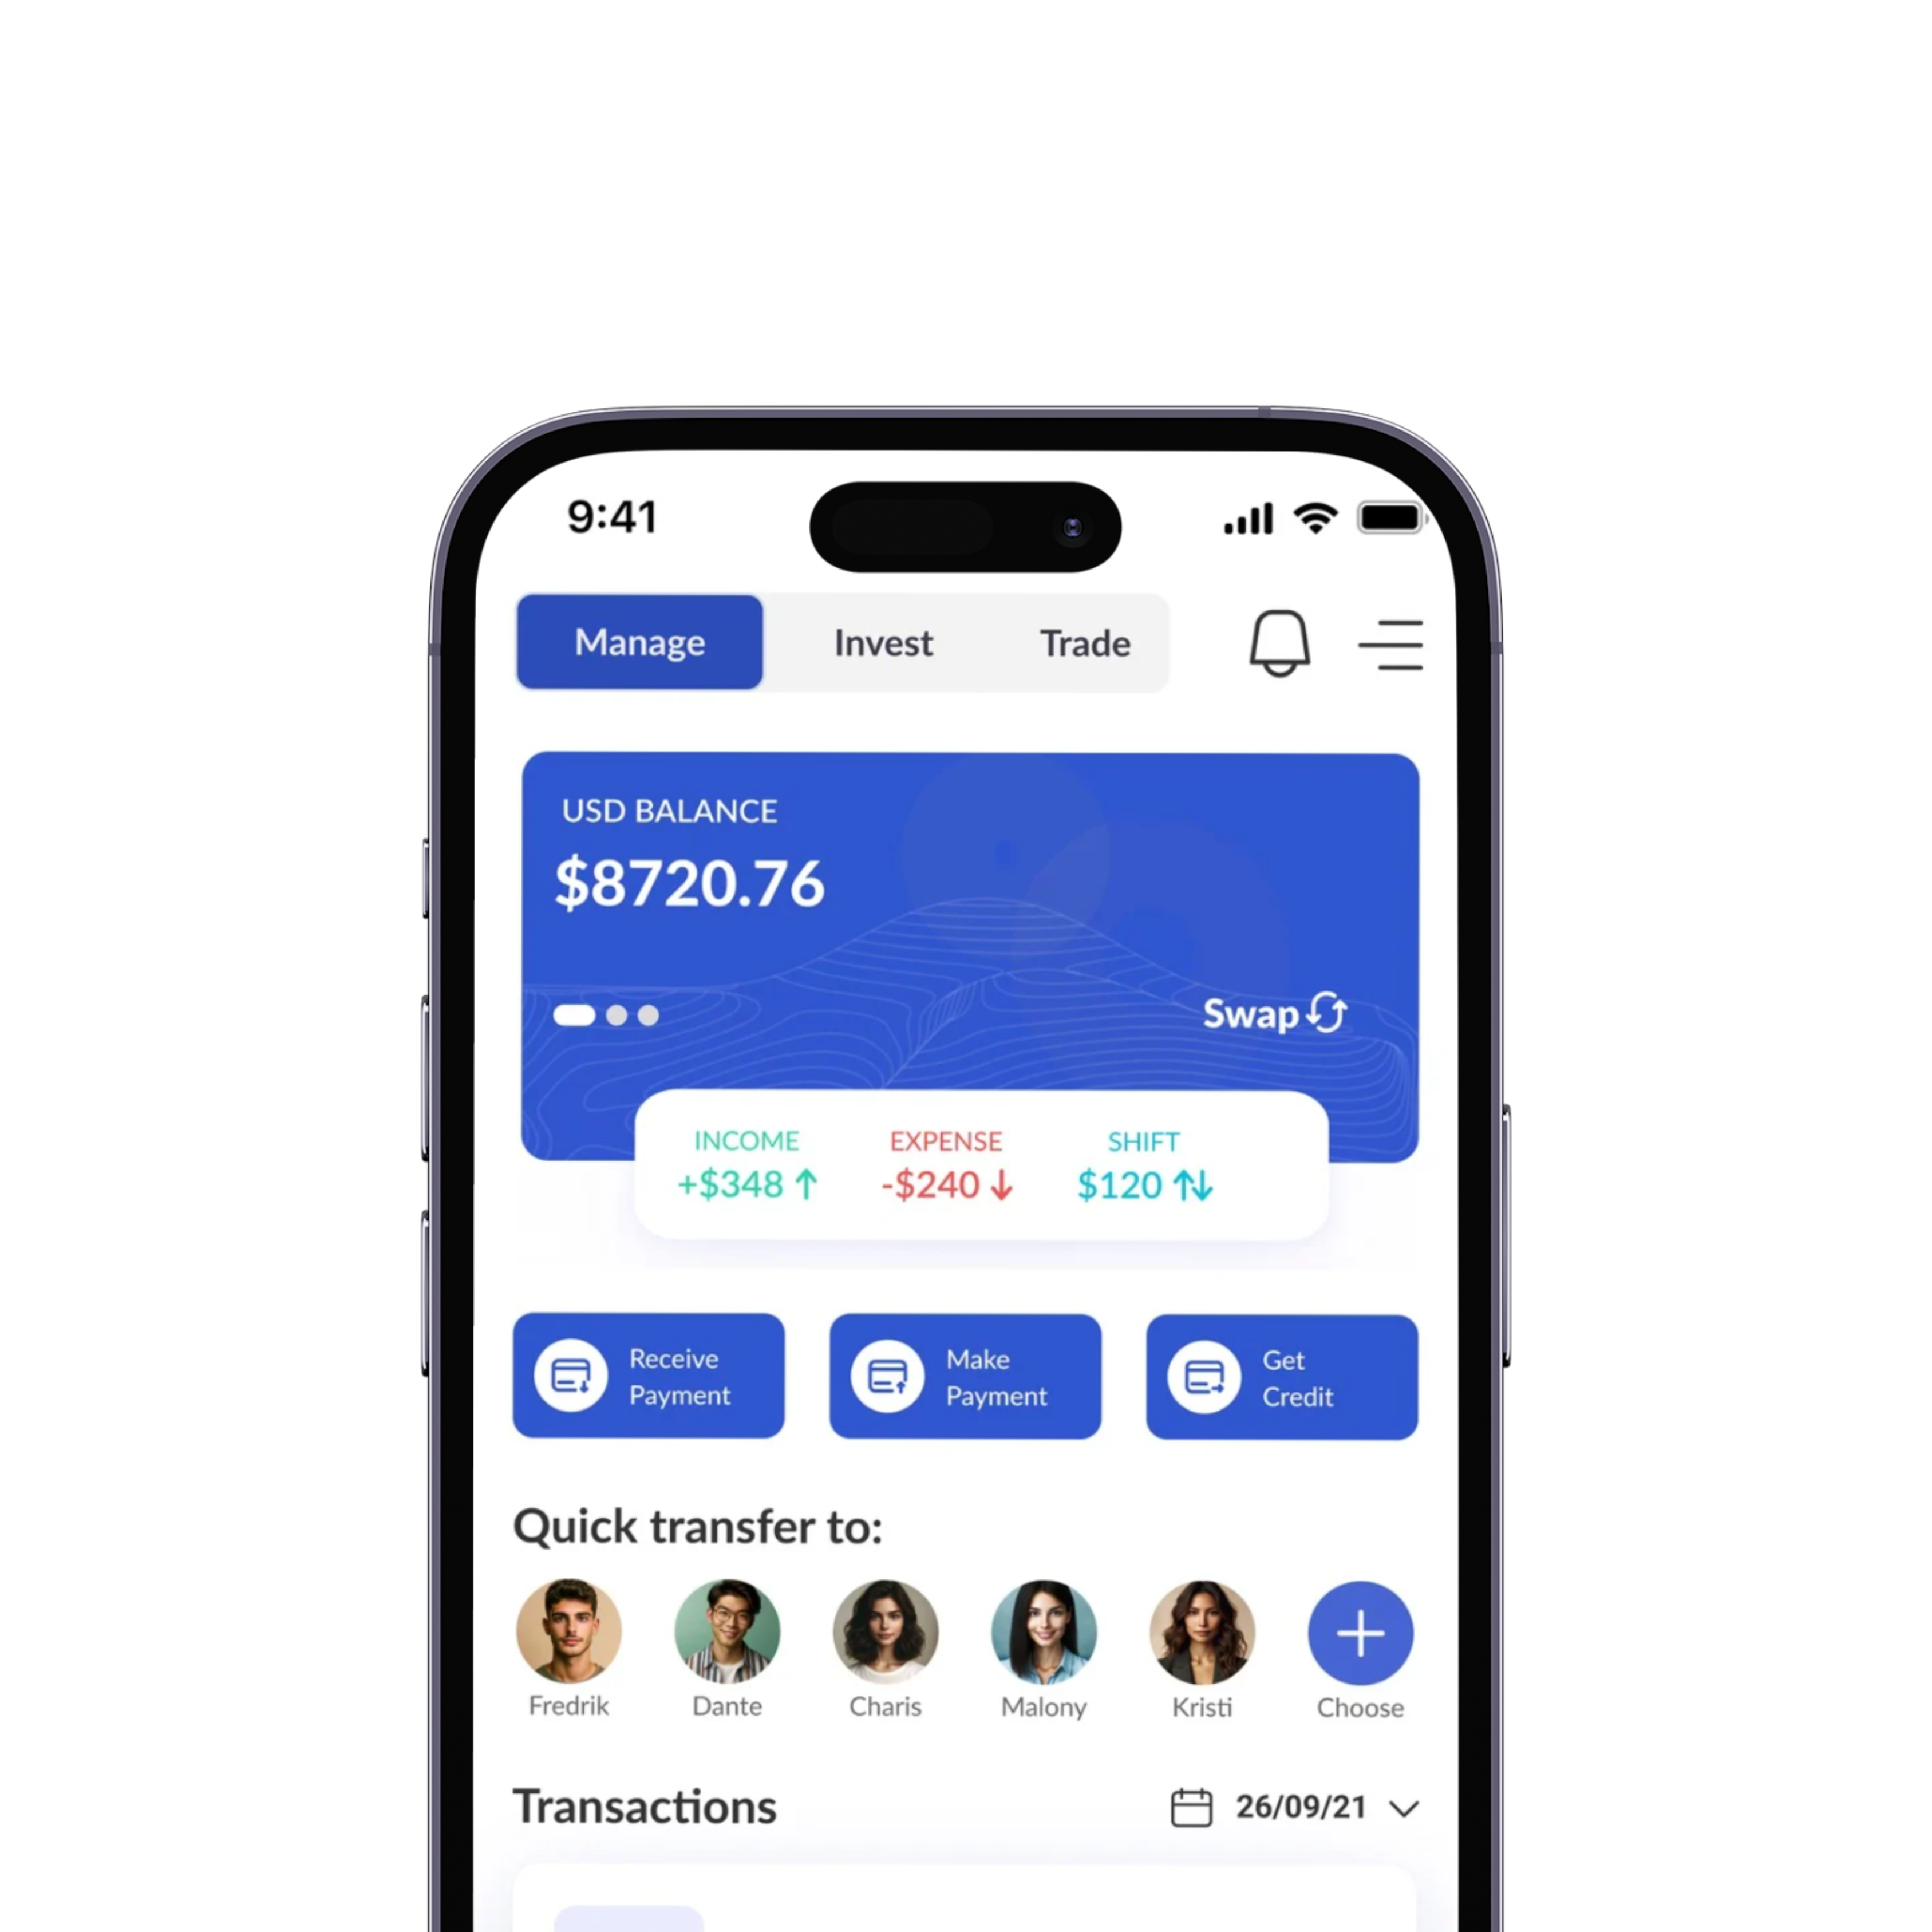 9:41
Manage Invest Trade
USD BALANCE
$8720.76
Swap
INCOME EXPENSE SHIFT
+$348 -$240 $120
Receive Payment
Make Payment
Get Credit
Quick transfer to:
Fredrik Dante Charis Malony Kristi Choose
Transactions 26/09/21